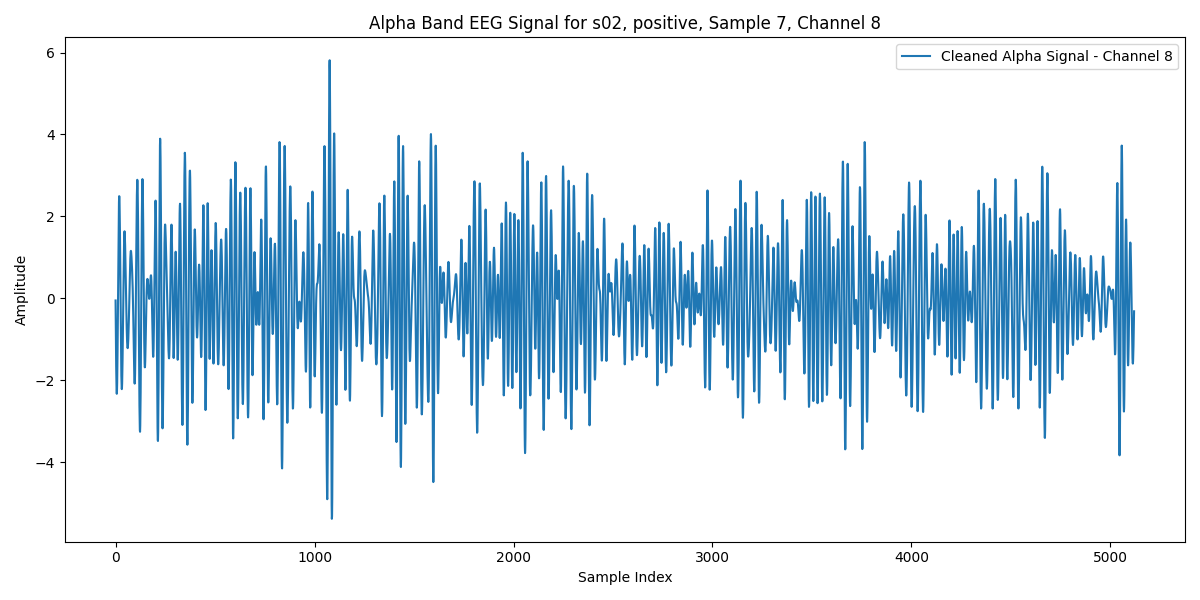 Alpha Band EEG Signal for s02, positive, Sample 7, Channel 8
Cleaned Alpha Signal - Channel 8
Amplitude
6
4
2
0
−2
−4
0 1000 2000 3000 4000 5000
Sample Index